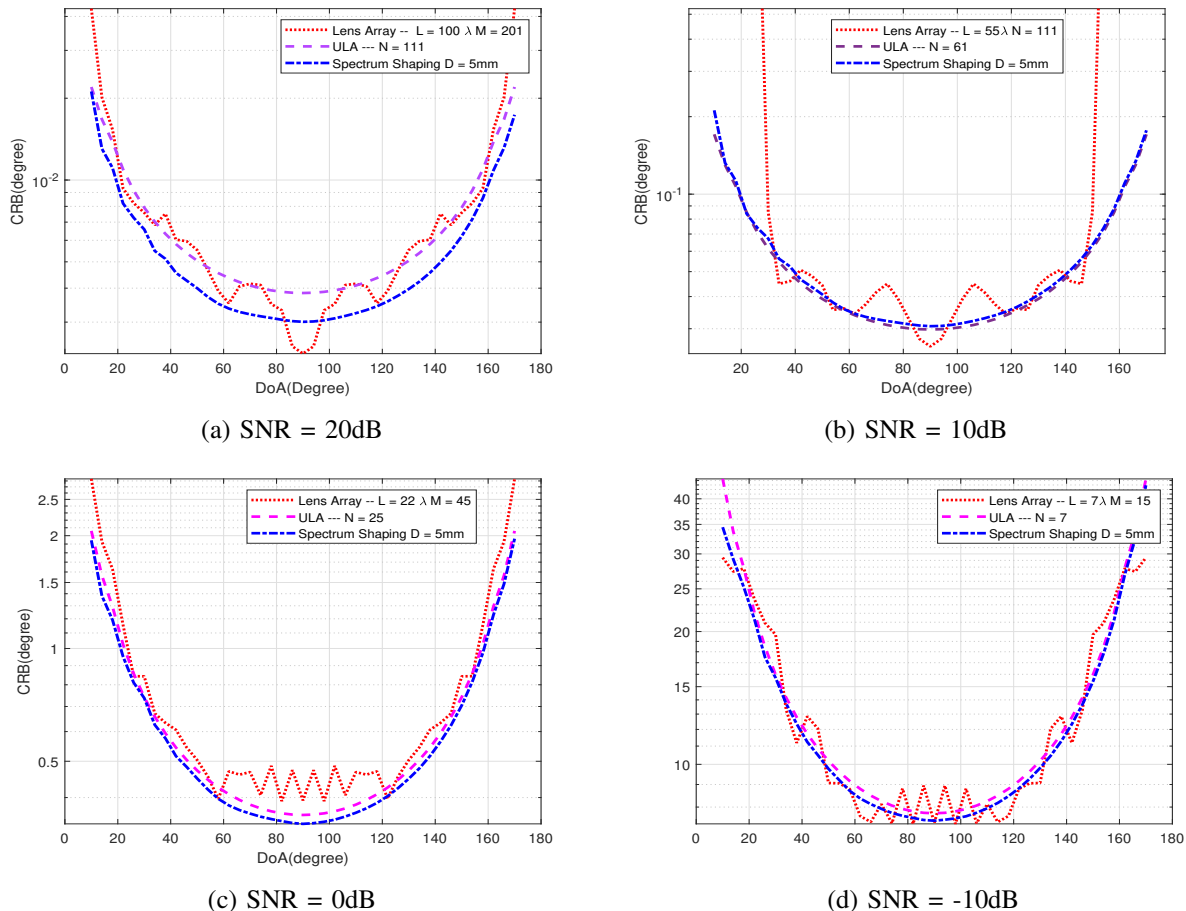 Lens Array -- L = 100 λ M = 201
ULA --- N = 111
Spectrum Shaping D = 5mm
10-2
CRB(degree)
0 20 40 60 80 100 120 140 160 180
DoA(Degree)
(a) SNR = 20dB
Lens Array -- L = 55λ N = 111
ULA --- N = 61
Spectrum Shaping D = 5mm
10-1
CRB(degree)
20 40 60 80 100 120 140 160
DoA(Degree)
(b) SNR = 10dB
Lens Array -- L = 22 λ M = 45
ULA --- N = 25
Spectrum Shaping D = 5mm
2.5
2
1.5
1
0.5
CRB(degree)
0 20 40 60 80 100 120 140 160 180
DoA(degree)
(c) SNR = 0dB
Lens Array -- L = 7λ M = 15
ULA --- N = 7
Spectrum Shaping D = 5mm
40
35
30
25
20
15
10
0 20 40 60 80 100 120 140 160 180
(d) SNR = -10dB